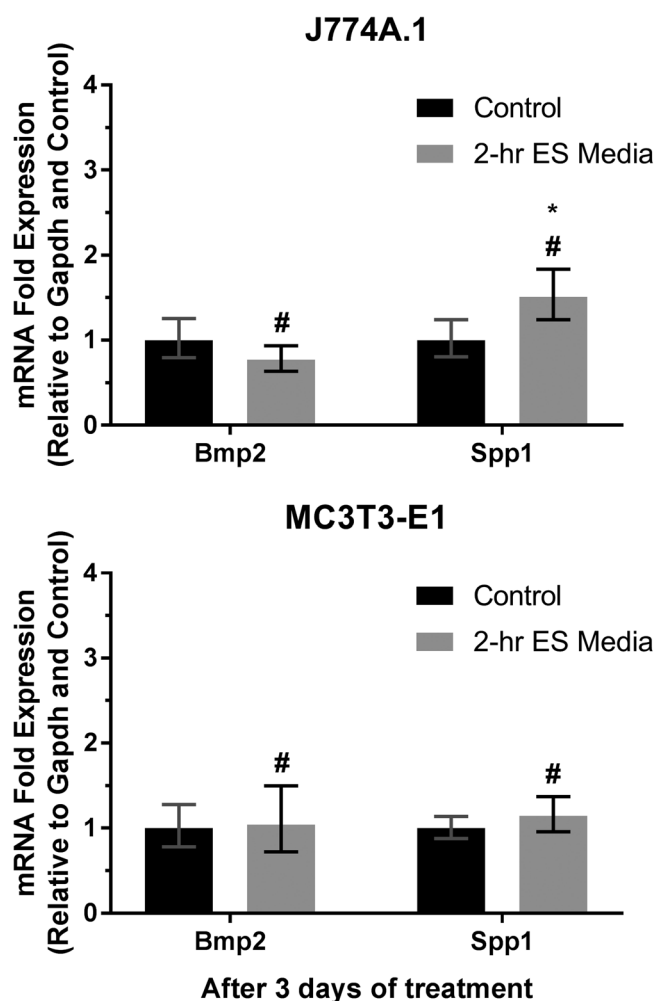 J774A.1
mRNA Fold Expression
(Relative to Gapdh and Control)
4
3
2
1
0
Control
2-hr ES Media
#
*
#
Bmp2
Spp1
MC3T3-E1
mRNA Fold Expression
(Relative to Gapdh and Control)
4
3
2
1
0
Control
2-hr ES Media
#
#
Bmp2
Spp1
After 3 days of treatment